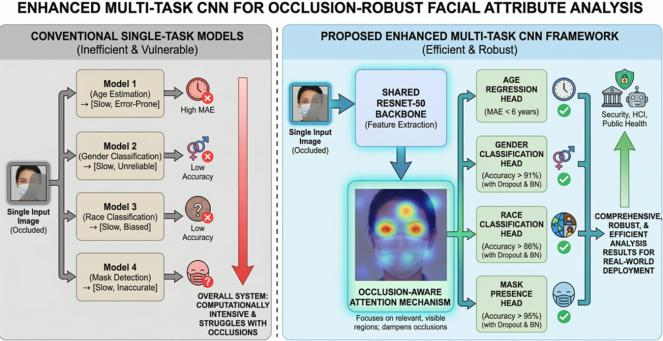 ENHANCED MULTI-TASK CNN FOR OCCLUSION-ROBUST FACIAL ATTRIBUTE ANALYSIS
CONVENTIONAL SINGLE-TASK MODELS
(Inefficient & Vulnerable)
Single Input
Image
(Occluded)
Model 1
(Age Estimation)
→ [Slow, Error-Prone]
High MAE
Model 2
(Gender Classification)
→ [Slow, Unreliable]
Low
Accuracy
Model 3
(Race Classification)
→ [Slow, Biased]
?
Low
Accuracy
Model 4
(Mask Detection)
→ [Slow, Inaccurate]
?
OVERALL SYSTEM:
COMPUTATIONALLY
INTENSIVE &
STRUGGLES WITH
OCCLUSIONS
PROPOSED ENHANCED MULTI-TASK CNN FRAMEWORK
(Efficient & Robust)
Single Input
Image
(Occluded)
SHARED
RESNET-50
BACKBONE
(Feature Extraction)
OCCLUSION-AWARE
ATTENTION MECHANISM
Focuses on relevant, visible
regions; dampens occlusions
AGE
REGRESSION
HEAD
(MAE < 6 years)
GENDER
CLASSIFICATION
HEAD
(Accuracy > 91%)
(with Dropout & BN)
RACE
CLASSIFICATION
HEAD
(Accuracy > 86%)
(with Dropout & BN)
MASK
PRESENCE
HEAD
(Accuracy > 95%)
(with Dropout & BN)
Security, HCI,
Public Health
COMPREHENSIVE,
ROBUST, &
EFFICIENT
ANALYSIS
RESULTS FOR
REAL-WORLD
DEPLOYMENT